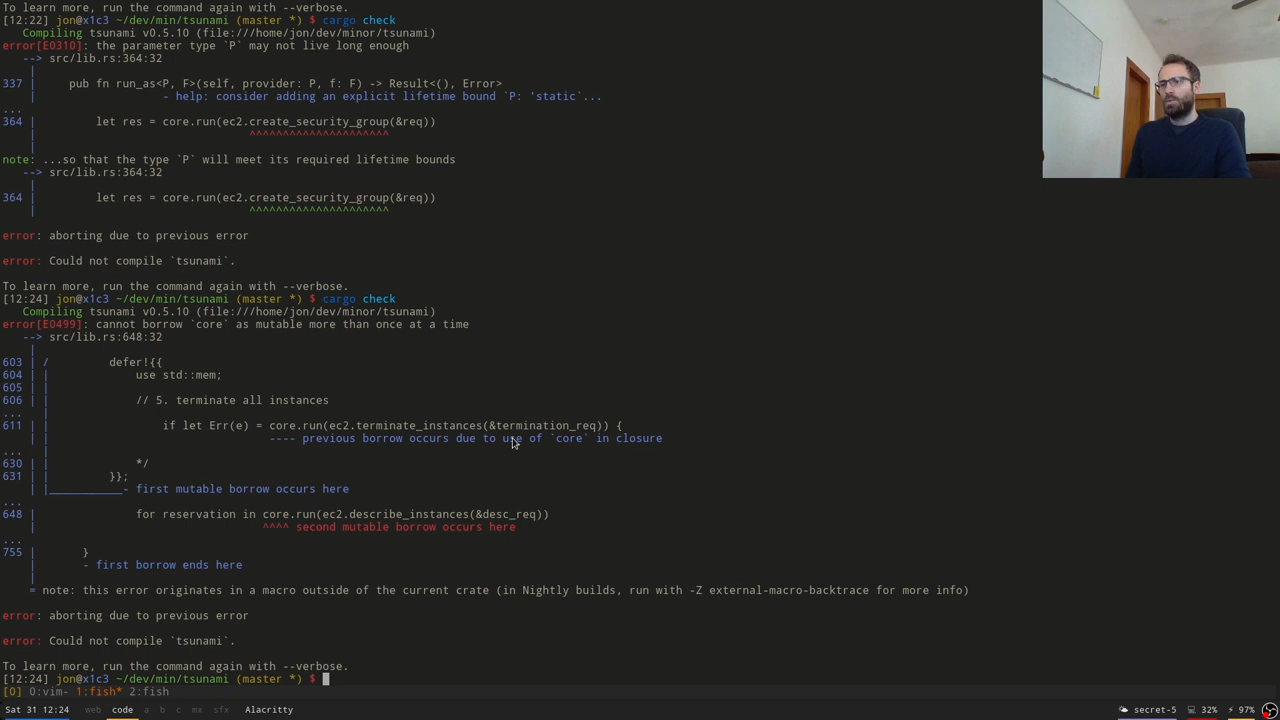 To learn more, run the command again with --verbose.
[12:22] jon@x1c3 ~/dev/min/tsunami (master *) $ cargo check
   Compiling tsunami v0.5.10 (file:///home/jon/dev/minor/tsunami)
error[E0310]: the parameter type `P` may not live long enough
   --> src/lib.rs:364:32
    |
337 |     pub fn run_as<P, F>(self, provider: P, f: F) -> Result<(), Error>
    |                   - help: consider adding an explicit lifetime bound `P: 'static`...
...
364 |         let res = core.run(ec2.create_security_group(&req))
    |                                ^^^^^^^^^^^^^^^^^^^^^
    |
note: ...so that the type `P` will meet its required lifetime bounds
   --> src/lib.rs:364:32
    |
364 |         let res = core.run(ec2.create_security_group(&req))
    |                                ^^^^^^^^^^^^^^^^^^^^^

error: aborting due to previous error

error: Could not compile `tsunami`.

To learn more, run the command again with --verbose.
[12:24] jon@x1c3 ~/dev/min/tsunami (master *) $ cargo check
   Compiling tsunami v0.5.10 (file:///home/jon/dev/minor/tsunami)
error[E0499]: cannot borrow `core` as mutable more than once at a time
   --> src/lib.rs:648:32
    |
603 | /         defer!{{
604 | |             use std::mem;
605 | |
606 | |             // 5. terminate all instances
...   |
611 | |                 if let Err(e) = core.run(ec2.terminate_instances(&termination_req)) {
    | |                                 ---- previous borrow occurs due to use of `core` in closure
...   |
630 | |             */
631 | |         }};
    | |___________- first mutable borrow occurs here
...
648 |               for reservation in core.run(ec2.describe_instances(&desc_req))
    |                                  ^^^^ second mutable borrow occurs here
...
755 |       }
    |       - first borrow ends here
    |
    = note: this error originates in a macro outside of the current crate (in Nightly builds, run with -Z external-macro-backtrace for more info)

error: aborting due to previous error

error: Could not compile `tsunami`.

To learn more, run the command again with --verbose.
[12:24] jon@x1c3 ~/dev/min/tsunami (master *) $
[0] 0:vim- 1:fish* 2:fish
Sat 31 12:24 web code a b c mx sfx Alacritty secret-5 32% 97%